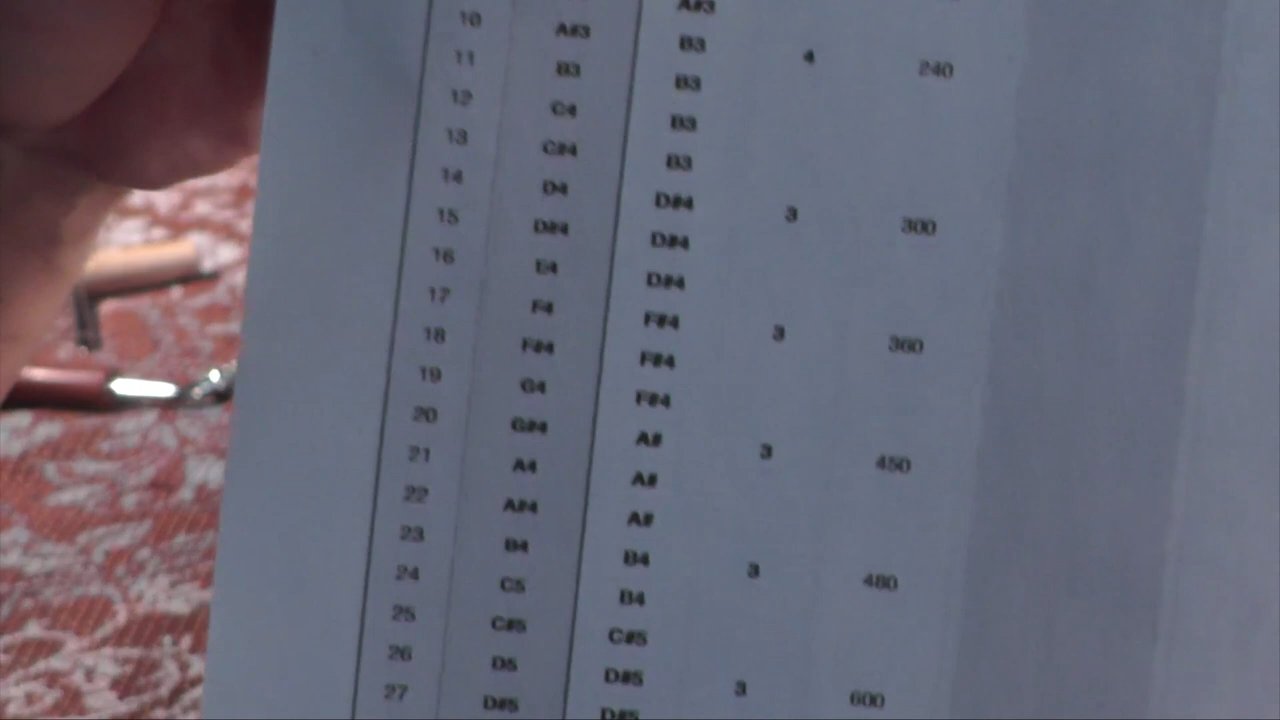 A#3
10 A#3 B3 4 240
11 B3 B3
12 C4 B3
13 C#4 B3
14 D4 D#4 3 300
15 D#4 D#4
16 E4 D#4
17 F4 F#4 3 360
18 F#4 F#4
19 G4 F#4
20 G#4 A# 3 450
21 A4 A#
22 A#4 A#
23 B4 B4 3 480
24 C5 B4
25 C#5 C#5
26 D5 D#5 3 600
27 D#5 D#5